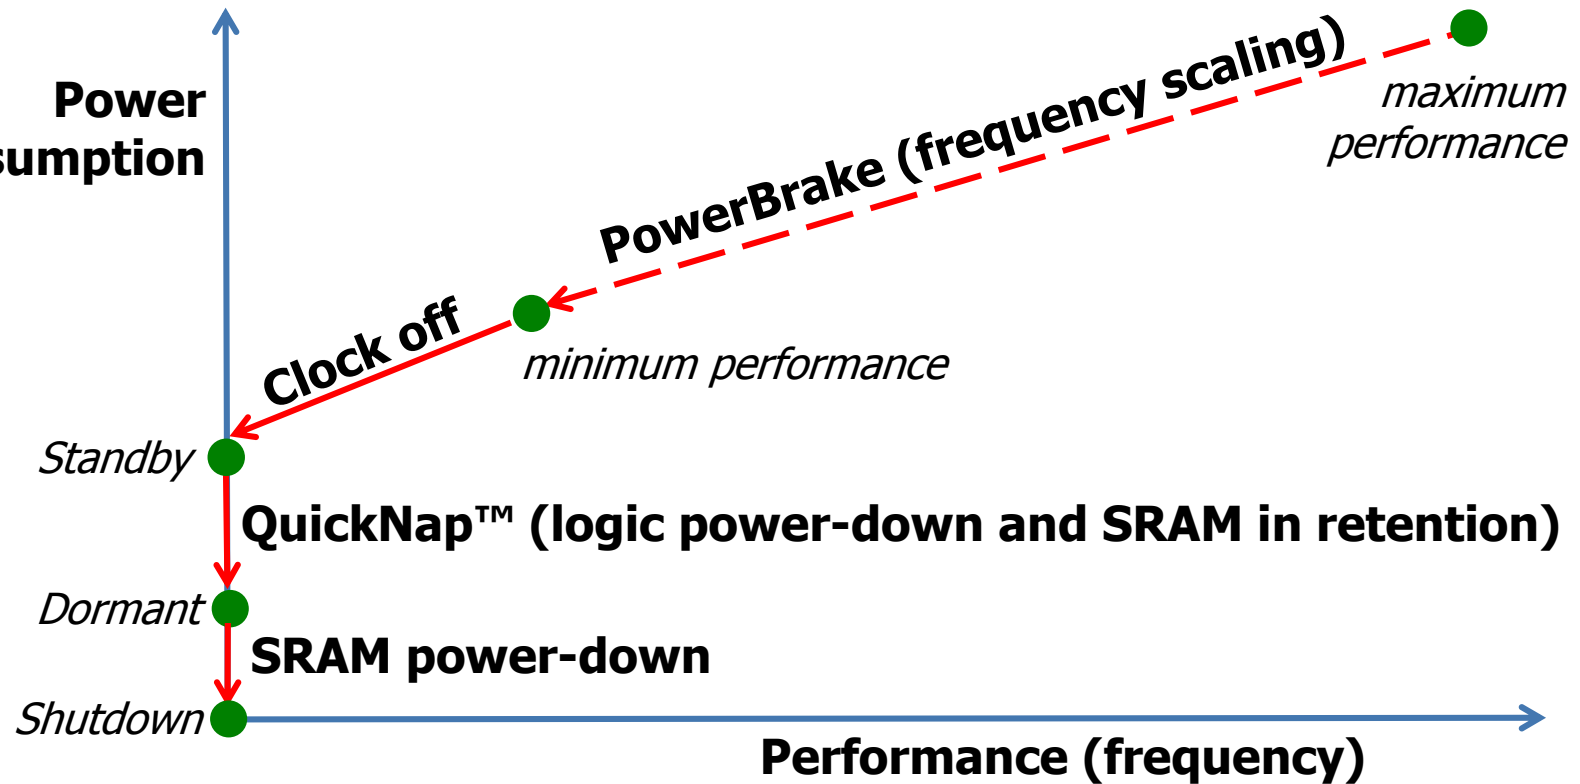 Power
sumption
PowerBrake (frequency scaling)
maximum
performance
Clock off
minimum performance
Standby
QuickNap™ (logic power-down and SRAM in retention)
Dormant
SRAM power-down
Shutdown
Performance (frequency)